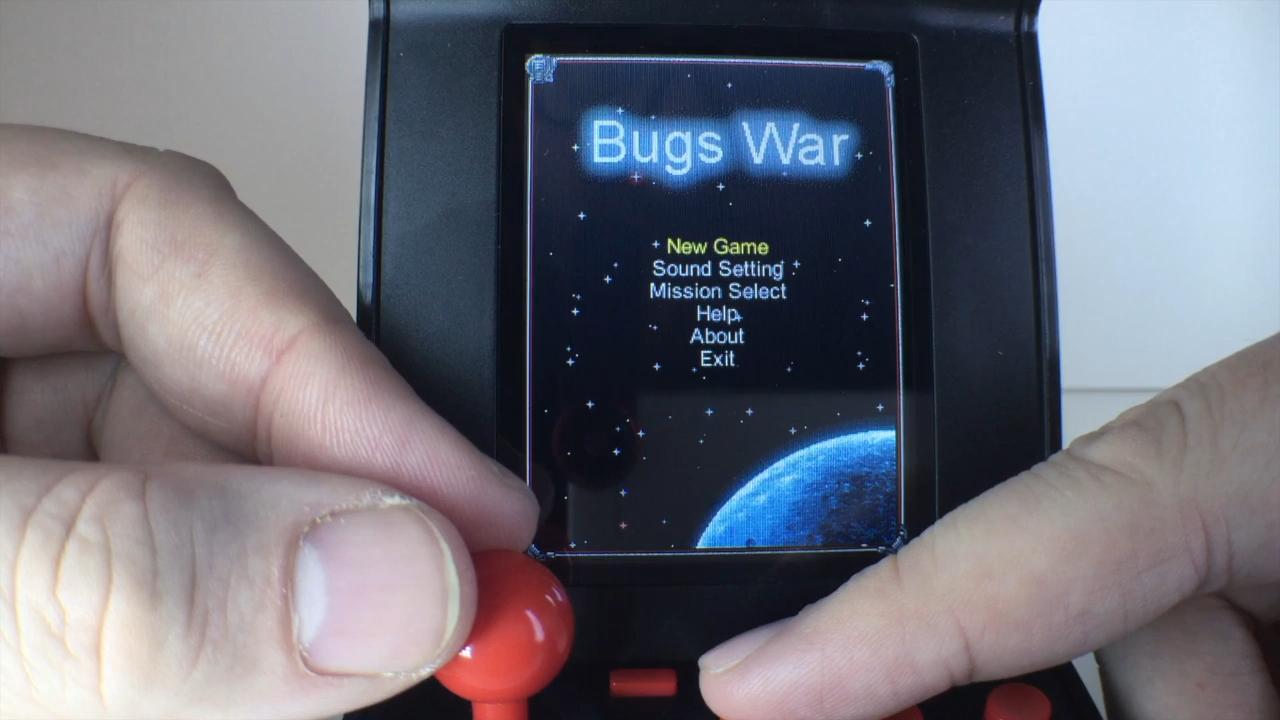 Bugs War
New Game
Sound Setting
Mission Select
Help
About
Exit